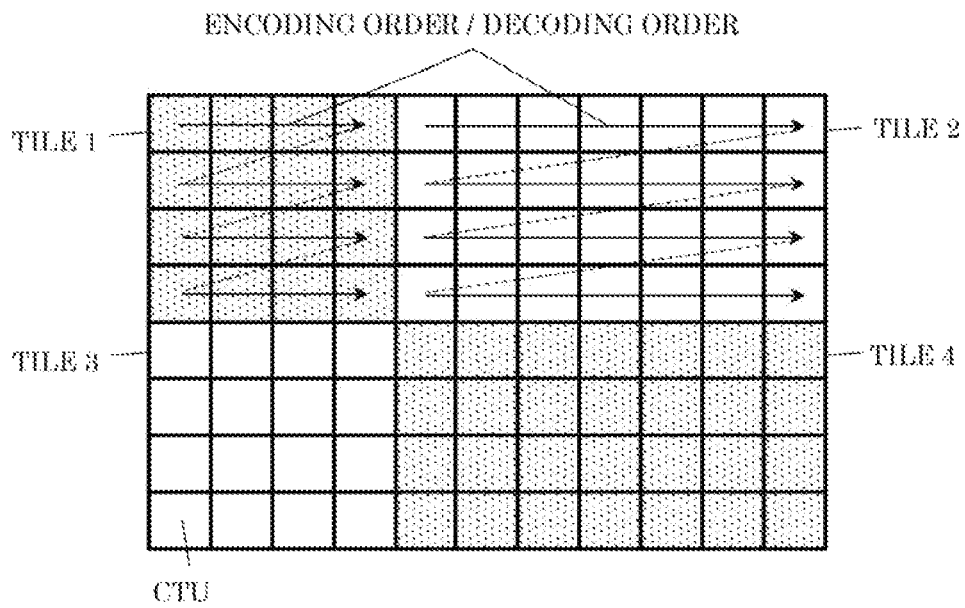 ENCODING ORDER / DECODING ORDER
TILE 1
TILE 2
TILE 3
TILE 4
CTU